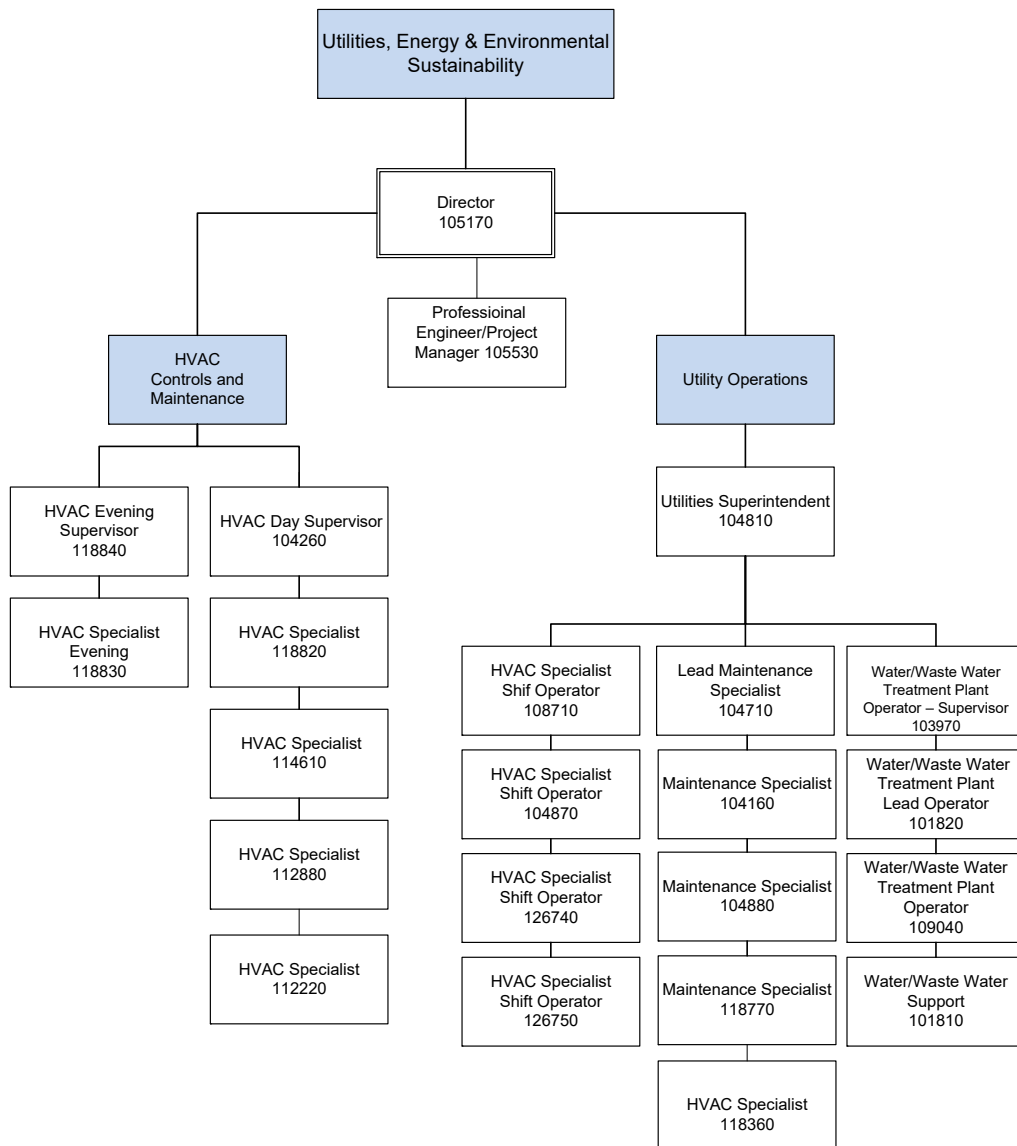 Utilities, Energy & Environmental
Sustainability
Director
105170
Professioinal
Engineer/Project
Manager 105530
HVAC
Controls and
Maintenance
Utility Operations
HVAC Evening
Supervisor
118840
HVAC Day Supervisor
104260
Utilities Superintendent
104810
HVAC Specialist
Evening
118830
HVAC Specialist
118820
HVAC Specialist
114610
HVAC Specialist
112880
HVAC Specialist
112220
HVAC Specialist
Shif Operator
108710
Lead Maintenance
Specialist
104710
Water/Waste Water
Treatment Plant
Operator – Supervisor
103970
HVAC Specialist
Shift Operator
104870
Maintenance Specialist
104160
Water/Waste Water
Treatment Plant
Lead Operator
101820
HVAC Specialist
Shift Operator
126740
Maintenance Specialist
104880
Water/Waste Water
Treatment Plant
Operator
109040
HVAC Specialist
Shift Operator
126750
Maintenance Specialist
118770
Water/Waste Water
Support
101810
HVAC Specialist
118360